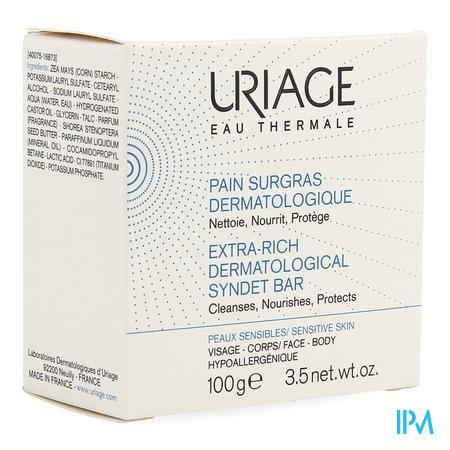 [40075-16873]
Ingredients: ZEA MAYS (CORN) STARCH -
POTASSIUM LAURYL SULFATE - CETEARYL
ALCOHOL - SODIUM LAURYL SULFATE -
AQUA (WATER, EAU) - HYDROGENATED
CASTOR OIL - GLYCERIN - TALC - PARFUM
(FRAGRANCE) - SHOREA STENOPTERA
SEED BUTTER - PARAFFINUM LIQUIDUM
(MINERAL OIL) - COCAMIDOPROPYL
BETAINE - LACTIC ACID - CI 77891 (TITANIUM
DIOXIDE) - POTASSIUM PHOSPHATE.
Laboratoires Dermatologiques d'Uriage
92200 Neuilly - FRANCE
MADE IN FRANCE - www.uriage.com
URIAGE
EAU THERMALE
PAIN SURGRAS
DERMATOLOGIQUE
Nettoie, Nourrit, Protège
EXTRA-RICH
DERMATOLOGICAL
SYNDET BAR
Cleanses, Nourishes, Protects
PEAUX SENSIBLES/ SENSITIVE SKIN
VISAGE - CORPS/ FACE - BODY
HYPOALLERGÉNIQUE
100g℮ 3.5 net.wt.oz.
IPM